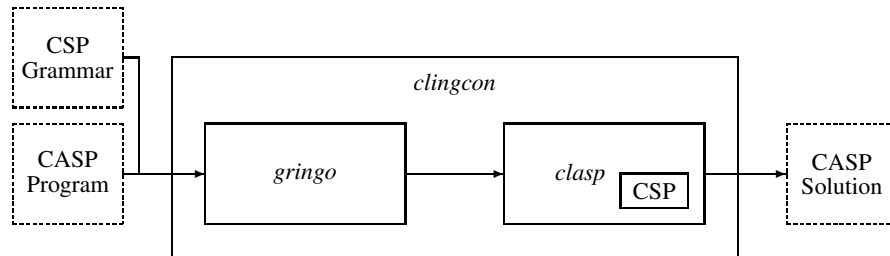 CSP
Grammar
clingcon
CASP
Program
gringo
clasp
CSP
CASP
Solution